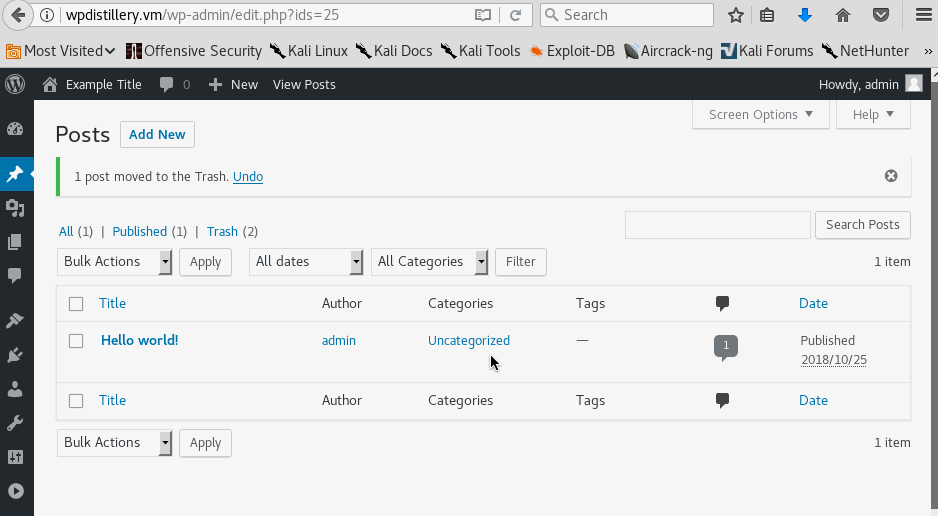 wpdistillery.vm/wp-admin/edit.php?ids=25 Search
Most Visited Offensive Security Kali Linux Kali Docs Kali Tools Exploit-DB Aircrack-ng Kali Forums NetHunter »
Example Title 0 New View Posts Howdy, admin
Screen Options Help
Posts Add New
1 post moved to the Trash. Undo
All (1) | Published (1) | Trash (2) Search Posts
Bulk Actions Apply All dates All Categories Filter 1 item
Title Author Categories Tags Date
Hello world! admin Uncategorized — 1 Published
2018/10/25
Title Author Categories Tags Date
Bulk Actions Apply 1 item